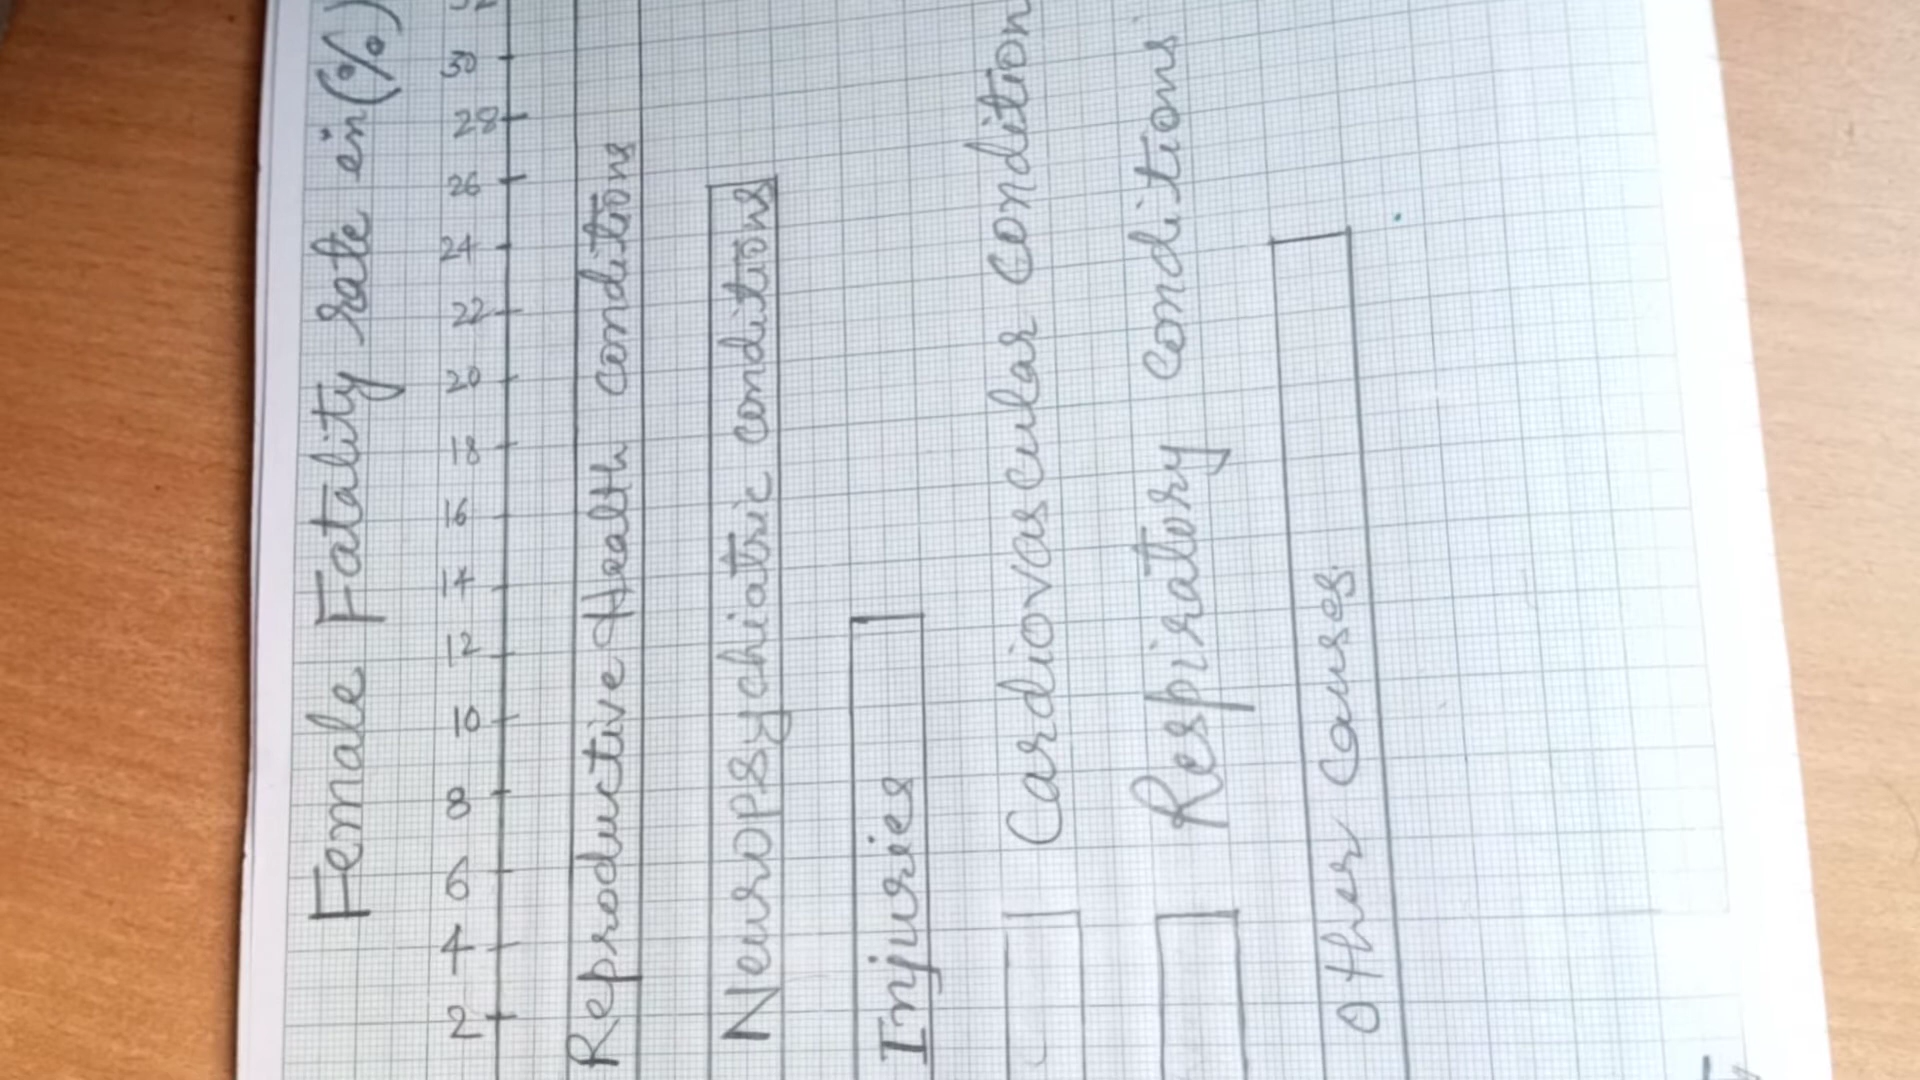 Female Fatality rate in (%)
2 4 6 8 10 12 14 16 18 20 22 24 26 28 30
Reproductive Health conditions
Neuropsychiatric conditions
Injuries
Cardiovascular Condition
Respiratory conditions
Other Causes.